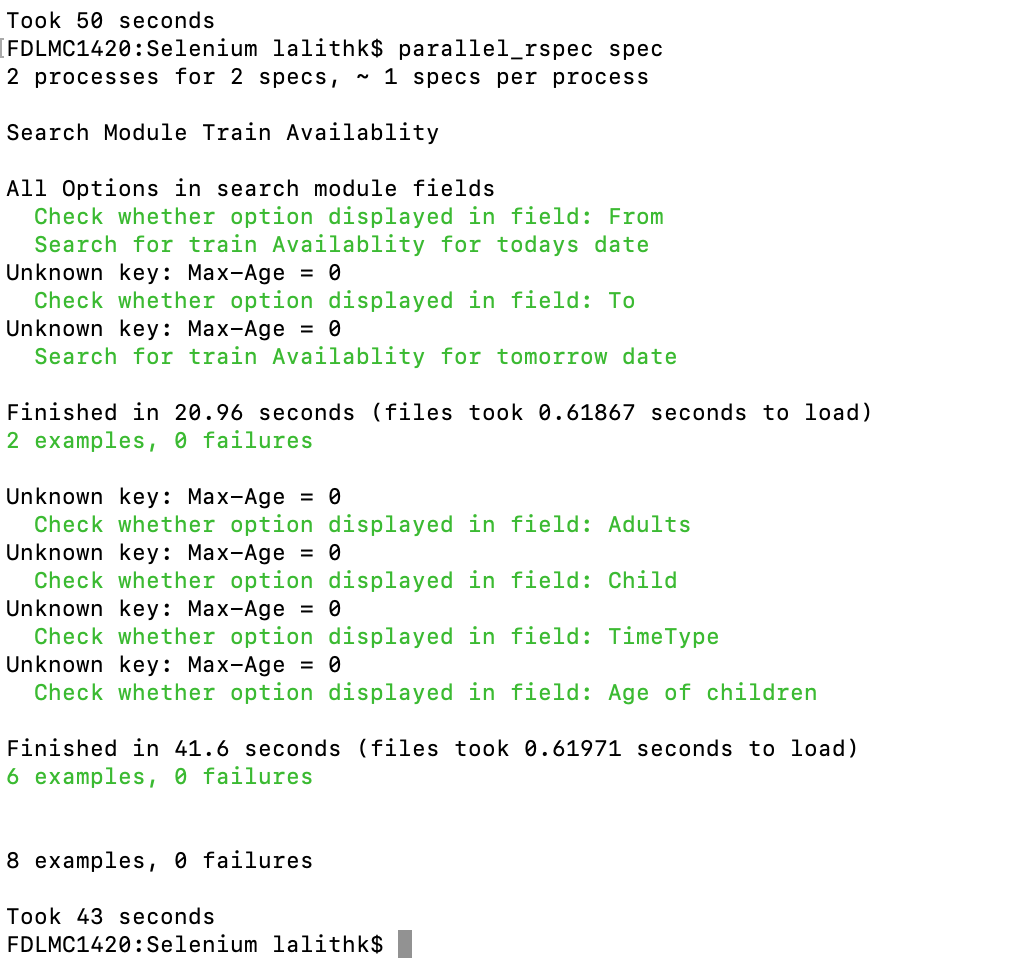 Took 50 seconds
[FDLMC1420:Selenium lalithk$ parallel_rspec spec
2 processes for 2 specs, ~ 1 specs per process
Search Module Train Availablity
All Options in search module fields
Check whether option displayed in field: From
Search for train Availablity for todays date
Unknown key: Max-Age = 0
Check whether option displayed in field: To
Unknown key: Max-Age = 0
Search for train Availablity for tomorrow date
Finished in 20.96 seconds (files took 0.61867 seconds to load)
2 examples, 0 failures
Unknown key: Max-Age = 0
Check whether option displayed in field: Adults
Unknown key: Max-Age = 0
Check whether option displayed in field: Child
Unknown key: Max-Age = 0
Check whether option displayed in field: TimeType
Unknown key: Max-Age = 0
Check whether option displayed in field: Age of children
Finished in 41.6 seconds (files took 0.61971 seconds to load)
6 examples, 0 failures
8 examples, 0 failures
Took 43 seconds
FDLMC1420:Selenium lalithk$